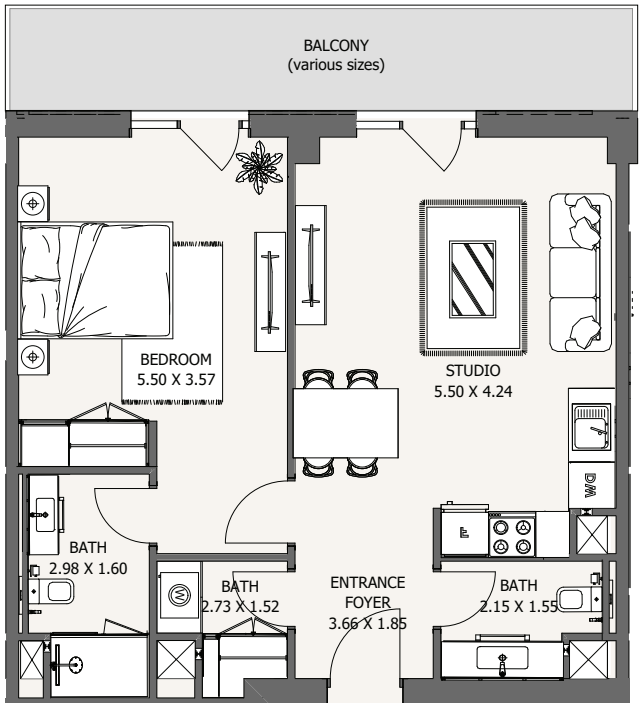 BALCONY
(various sizes)
BEDROOM
5.50 X 3.57
STUDIO
5.50 X 4.24
DW
F
BATH
2.98 X 1.60
W
BATH
2.73 X 1.52
ENTRANCE
FOYER
3.66 X 1.85
BATH
2.15 X 1.55